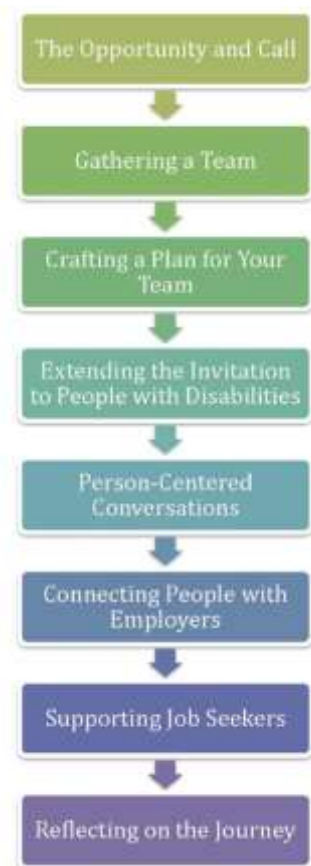 The Opportunity and Call
Gathering a Team
Crafting a Plan for Your
Team
Extending the Invitation
to People with Disabilities
Person-Centered
Conversations
Connecting People with
Employers
Supporting Job Seekers
Reflecting on the Journey